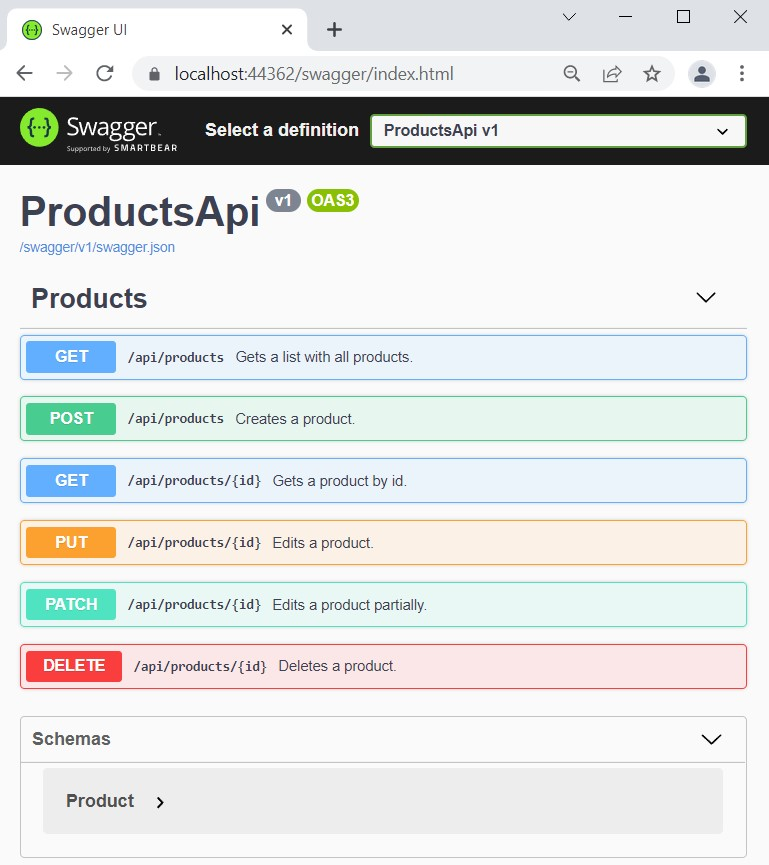 Swagger UI
localhost:44362/swagger/index.html
{··} Swagger.
Supported by SMARTBEAR
Select a definition
ProductsApi v1
ProductsApi v1 OAS3
/swagger/v1/swagger.json
Products
GET /api/products Gets a list with all products.
POST /api/products Creates a product.
GET /api/products/{id} Gets a product by id.
PUT /api/products/{id} Edits a product.
PATCH /api/products/{id} Edits a product partially.
DELETE /api/products/{id} Deletes a product.
Schemas
Product